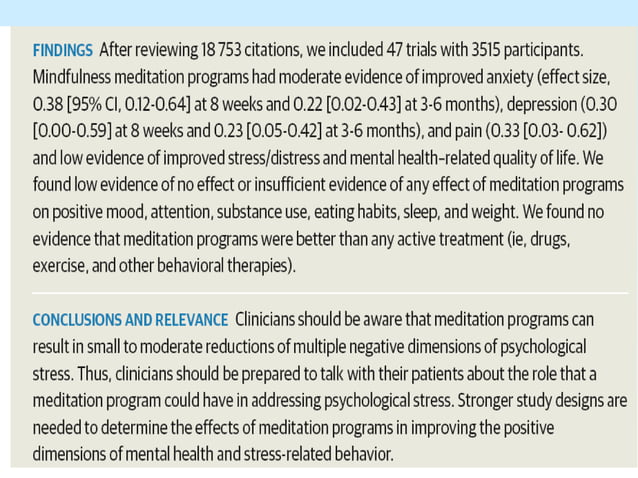 FINDINGS After reviewing 18 753 citations, we included 47 trials with 3515 participants.
Mindfulness meditation programs had moderate evidence of improved anxiety (effect size,
0.38 [95% CI, 0.12-0.64] at 8 weeks and 0.22 [0.02-0.43] at 3-6 months), depression (0.30
[0.00-0.59] at 8 weeks and 0.23 [0.05-0.42] at 3-6 months), and pain (0.33 [0.03- 0.62])
and low evidence of improved stress/distress and mental health–related quality of life. We
found low evidence of no effect or insufficient evidence of any effect of meditation programs
on positive mood, attention, substance use, eating habits, sleep, and weight. We found no
evidence that meditation programs were better than any active treatment (ie, drugs,
exercise, and other behavioral therapies).
CONCLUSIONS AND RELEVANCE Clinicians should be aware that meditation programs can
result in small to moderate reductions of multiple negative dimensions of psychological
stress. Thus, clinicians should be prepared to talk with their patients about the role that a
meditation program could have in addressing psychological stress. Stronger study designs are
needed to determine the effects of meditation programs in improving the positive
dimensions of mental health and stress-related behavior.